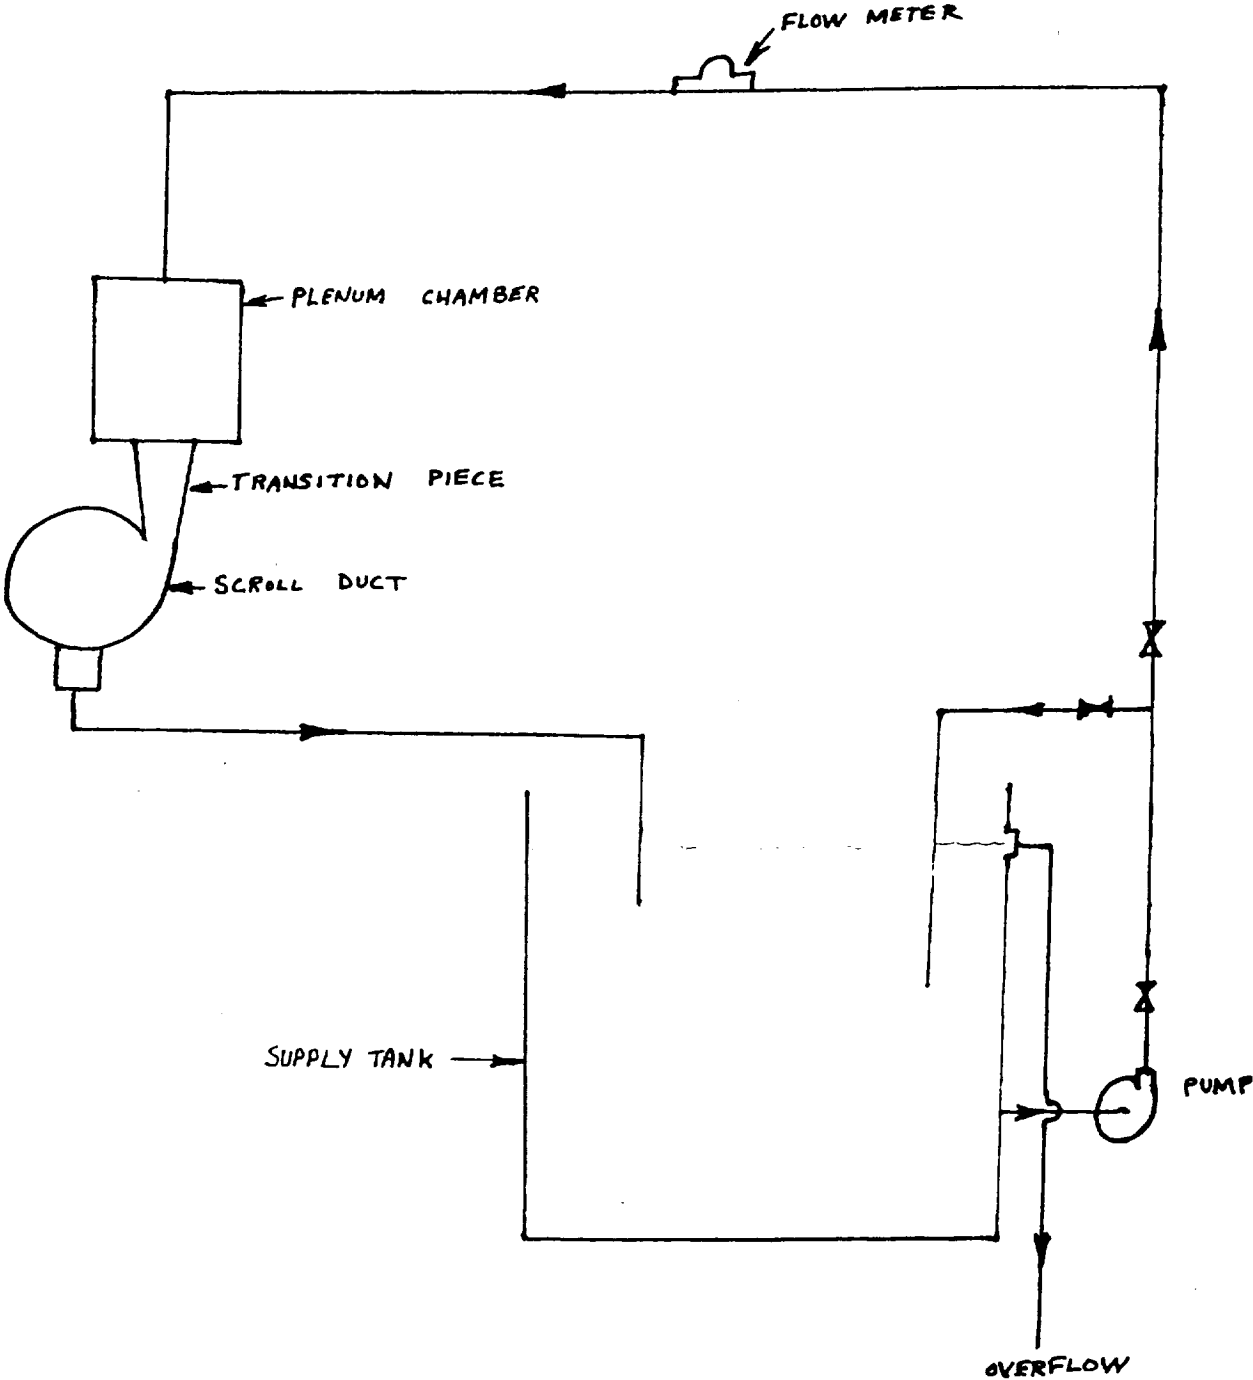 FLOW METER
PLENUM CHAMBER
TRANSITION PIECE
SCROLL DUCT
SUPPLY TANK
PUMP
OVERFLOW